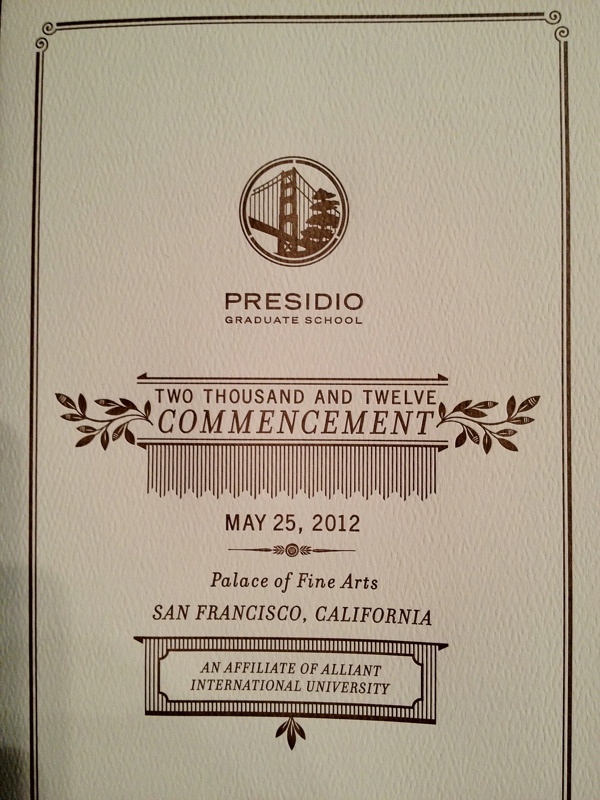 PRESIDIO
GRADUATE SCHOOL
TWO THOUSAND AND TWELVE
COMMENCEMENT
MAY 25, 2012
Palace of Fine Arts
SAN FRANCISCO, CALIFORNIA
AN AFFILIATE OF ALLIANT
INTERNATIONAL UNIVERSITY